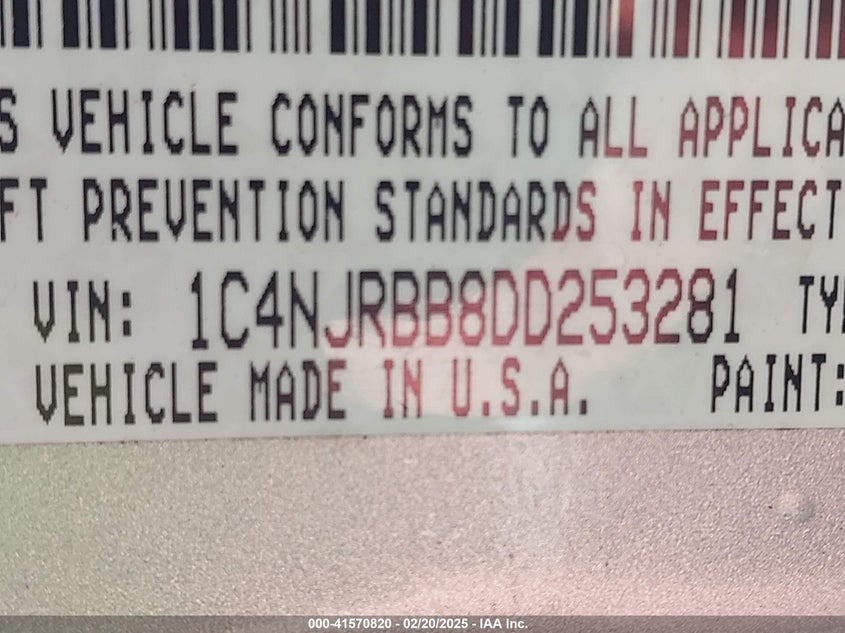 S VEHICLE CONFORMS TO ALL APPLICA
FT PREVENTION STANDARDS IN EFFECT
VIN: 1C4NJRBB8DD253281 TY
VEHICLE MADE IN U.S.A. PAINT:
000-41570820 - 02/20/2025 - IAA Inc.